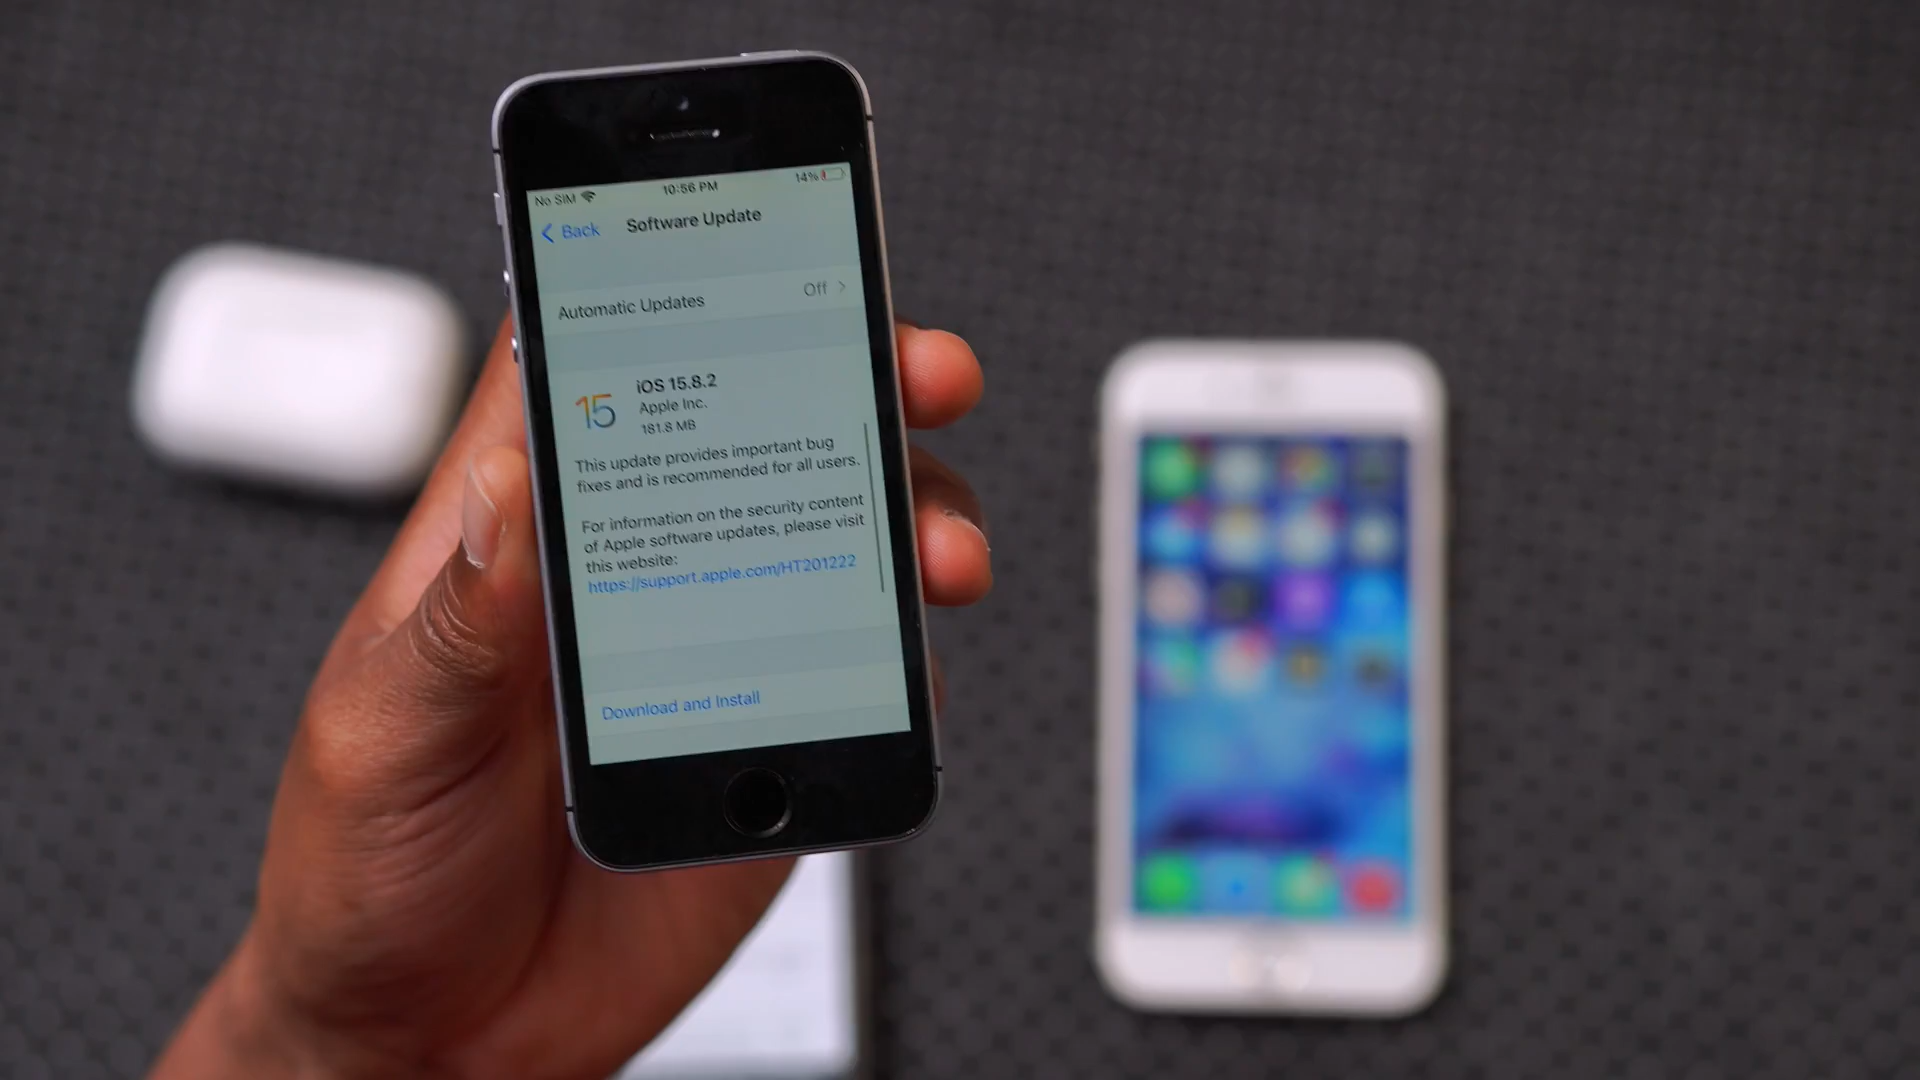 No SIM 10:56 PM 14%
Back Software Update
Automatic Updates Off
15
iOS 15.8.2
Apple Inc.
181.8 MB
This update provides important bug
fixes and is recommended for all users.
For information on the security content
of Apple software updates, please visit
this website:
https://support.apple.com/HT201222
Download and Install